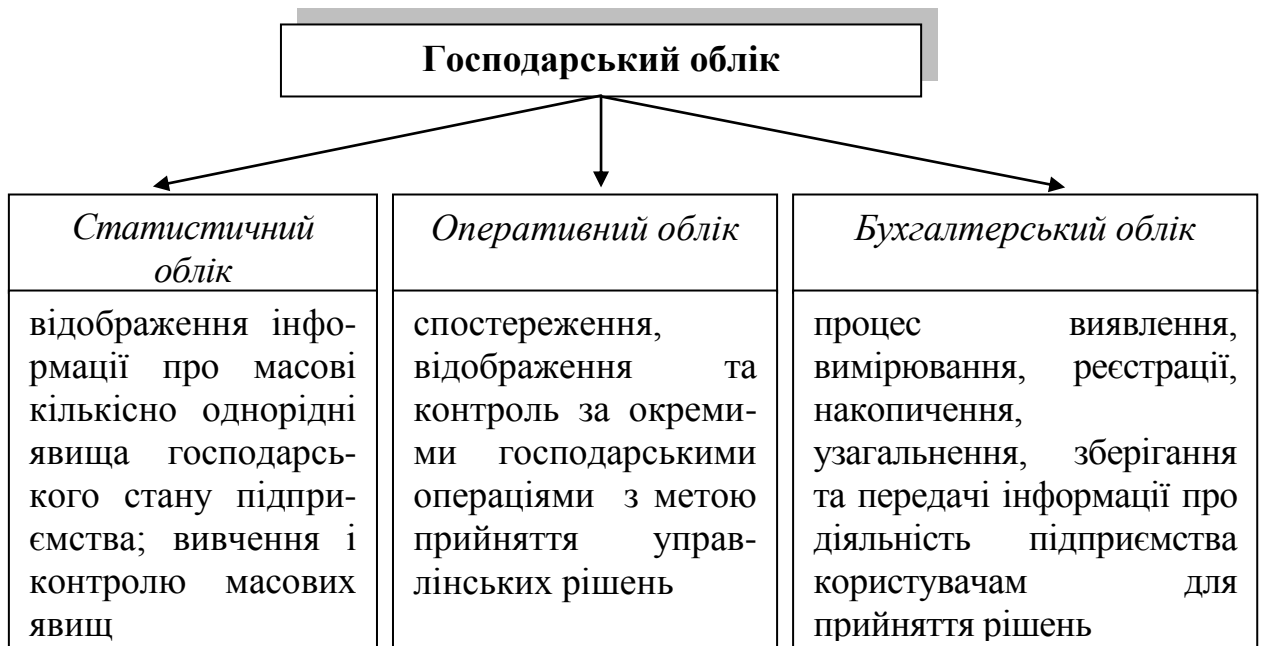 Господарський облік
Статистичний
облік
відображення інфо-
рмації про масові
кількісно однорідні
явища господарсь-
кого стану підпри-
ємства; вивчення і
контролю масових
явищ
Оперативний облік
спостереження,
відображення та
контроль за окреми-
ми господарськими
операціями з метою
прийняття управ-
лінських рішень
Бухгалтерський облік
процес виявлення,
вимірювання, реєстрації,
накопичення,
узагальнення, зберігання
та передачі інформації про
діяльність підприємства
користувачам для
прийняття рішень